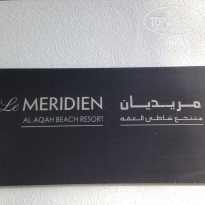 Le MERIDIEN
AL AQAH BEACH RESORT
مريديان
منتجع شاطئ العقة